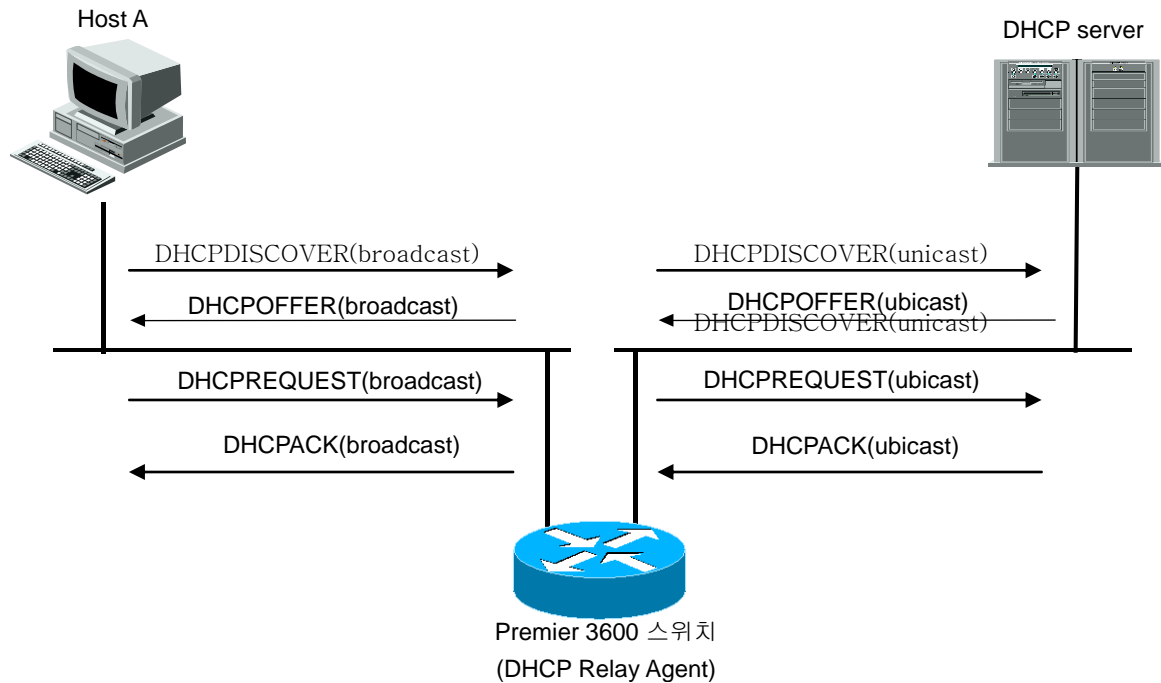 Host A
DHCP server
DHCPDISCOVER(broadcast)
DHCPDISCOVER(unicast)
DHCPOFFER(broadcast)
DHCPOFFER(ubicast)
DHCPDISCOVER(unicast)
DHCPREQUEST(broadcast)
DHCPREQUEST(ubicast)
DHCPACK(broadcast)
DHCPACK(ubicast)
Premier 3600 스위치
(DHCP Relay Agent)